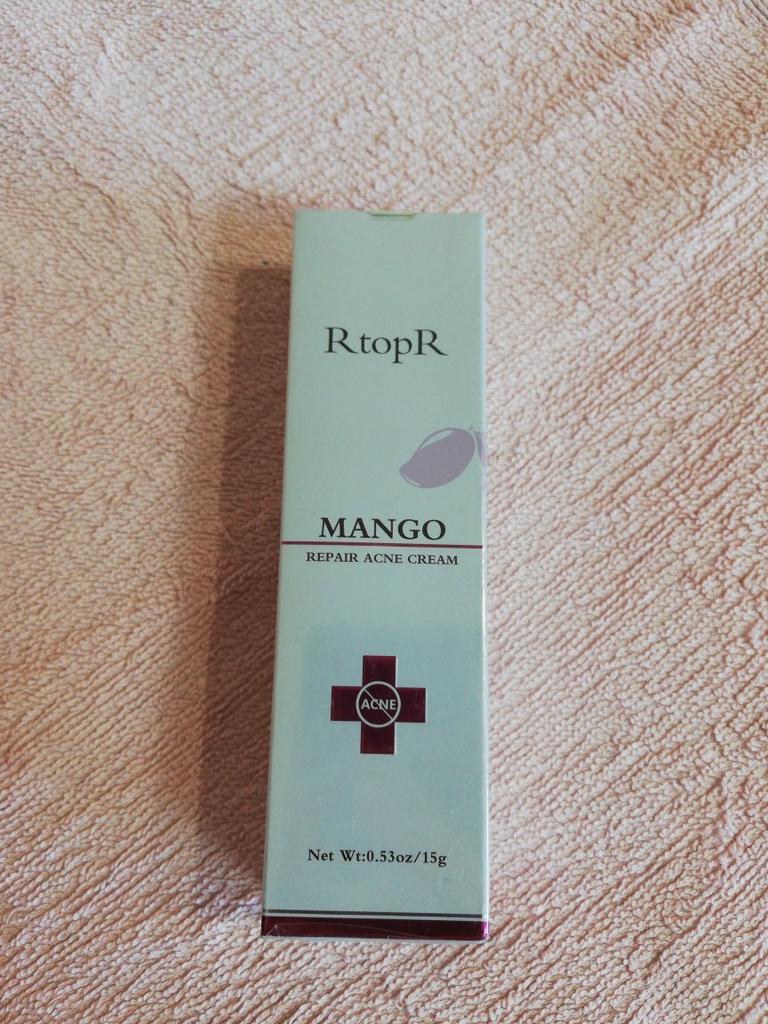 RtopR
MANGO
REPAIR ACNE CREAM
ACNE
Net Wt:0.53oz/15g